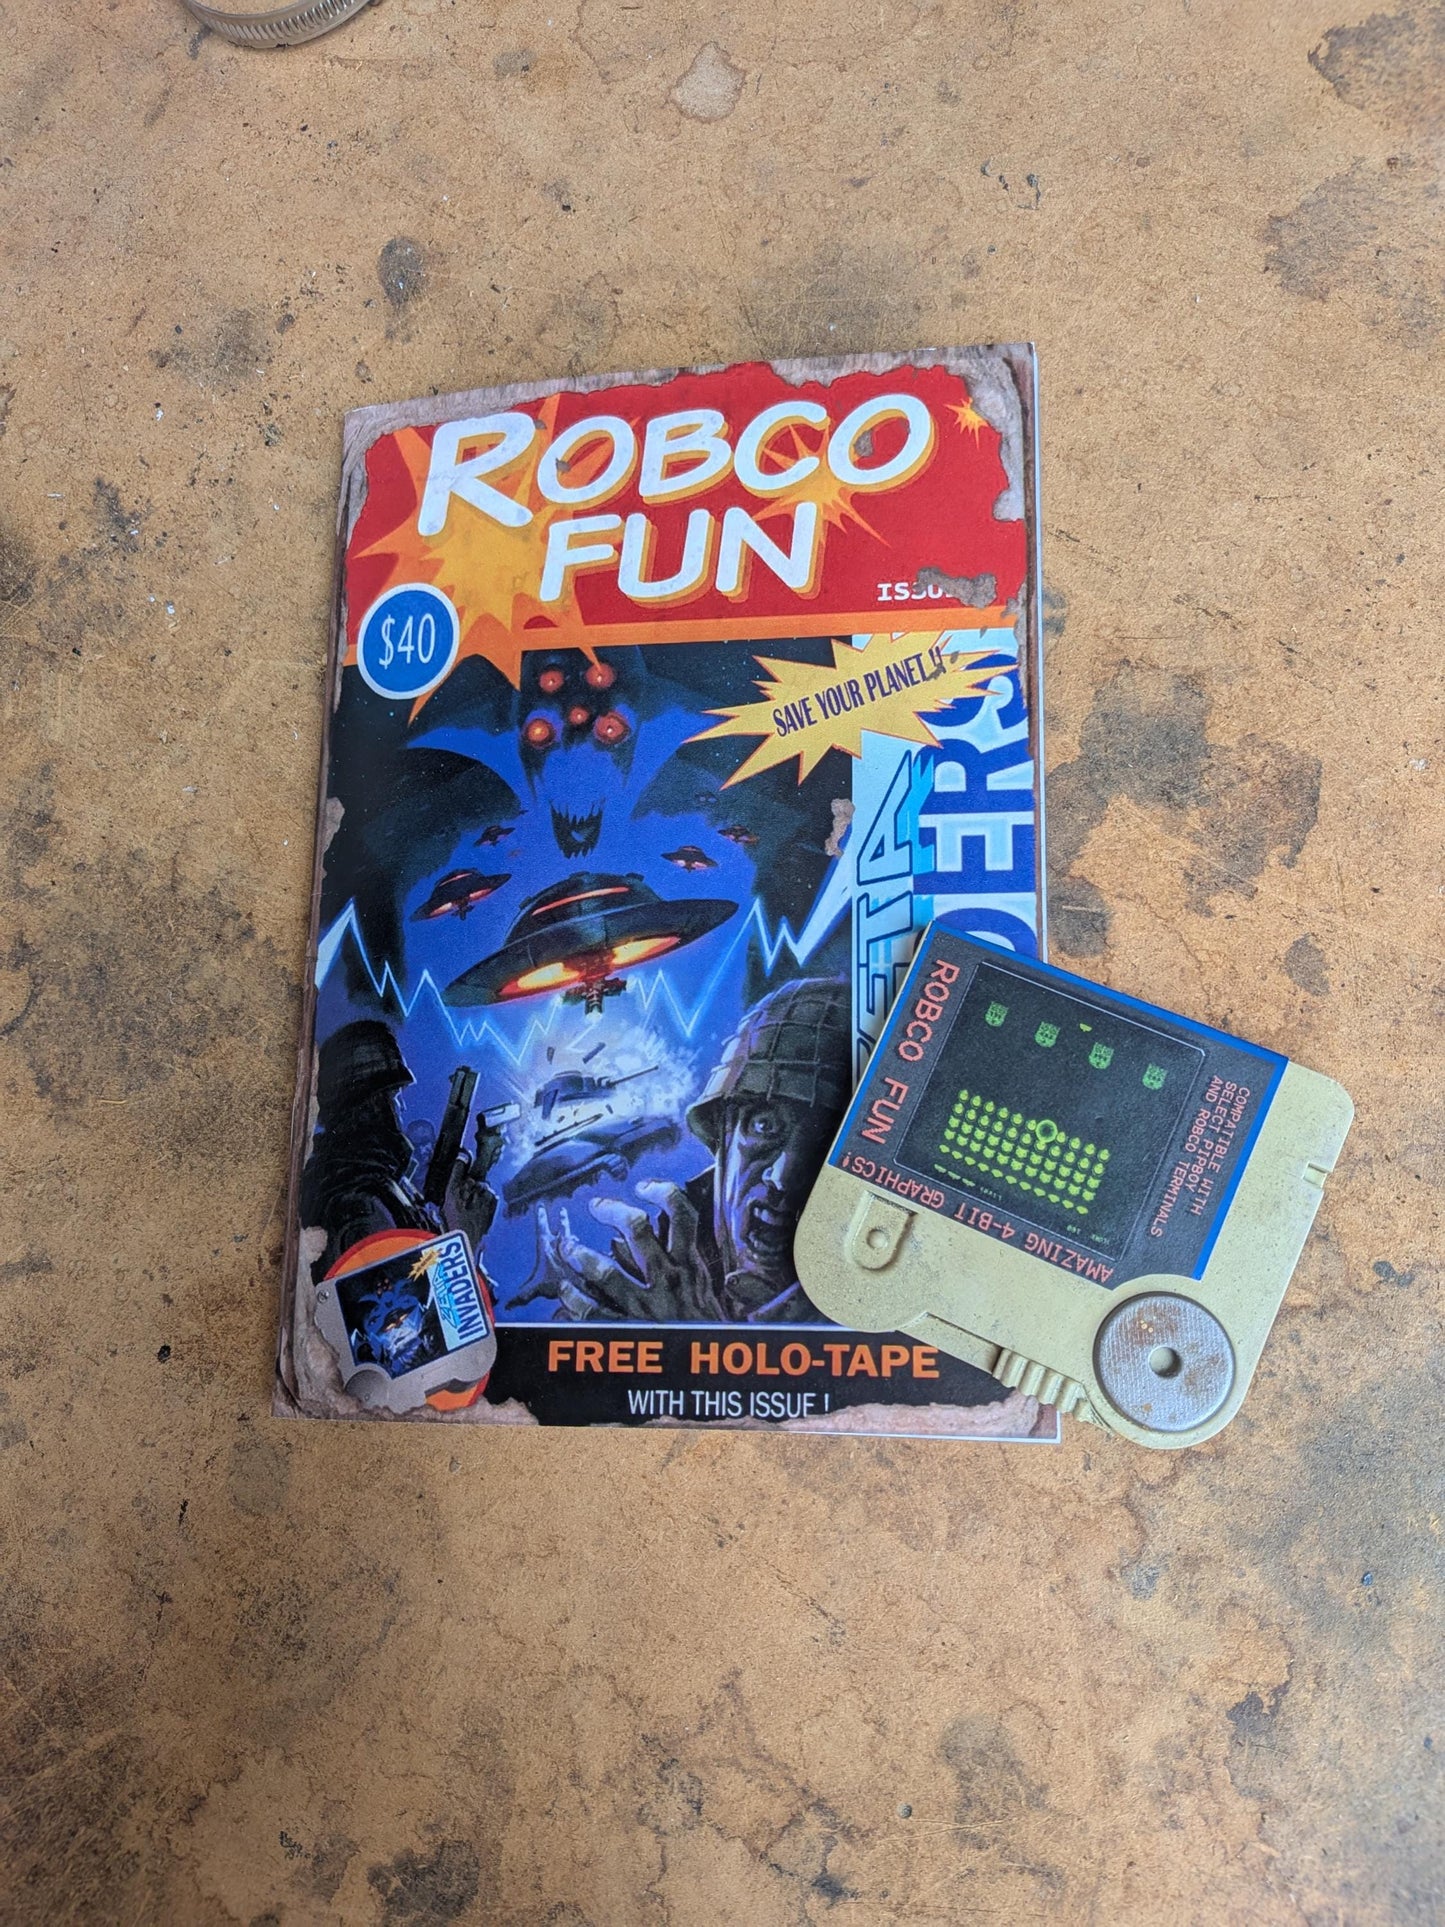 ROBCO
FUN
$40
SAVE YOUR PLANET!!
INVADERS
FREE HOLO-TAPE
WITH THIS ISSUE!
ROBCO FUN
COMPATIBLE WITH
SELECT PIPBOY
AND ROBCO TERMINALS
AMAZING 4-BIT GRAPHICS!